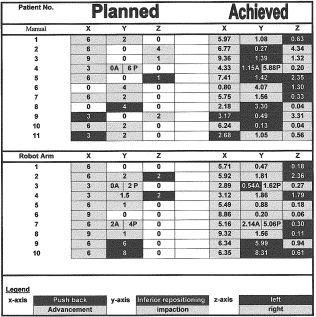 Patient No. Planned Achieved
Manual X Y Z X Y Z
1 6 2 0 5.97 1.08 0.63
2 6 0 4 6.77 0.27 4.34
3 9 0 1 9.36 1.39 1.32
4 3 0A 6 P 0 4.33 1.15A 5.88P 0.20
5 6 0 1 7.41 1.42 2.35
6 0 4 0 0.80 4.07 1.30
7 6 2 0 5.75 1.56 0.33
8 0 4 0 2.18 3.30 0.04
9 3 0 2 3.17 0.49 3.31
10 6 2 0 6.24 0.13 0.04
11 3 2 0 2.68 1.05 0.56
Robot Arm X Y Z X Y Z
1 6 2 0 5.71 0.47 0.18
2 6 2 2 5.92 1.81 2.36
3 3 0A 2 P 0 2.89 0.54A 1.62P 0.27
4 3 1.5 2 3.12 1.86 1.79
5 6 1 0 5.49 0.88 0.18
6 9 0 0 8.86 0.20 0.06
7 6 2A 4P 0 5.16 2.14A 5.06P 0.30
8 9 1 0 9.32 1.56 0.11
9 6 6 0 6.34 5.99 0.94
10 6 8 0 6.35 8.31 0.61
Legend
x-axis Push back y-axis Inferior repositioning z-axis left
Advancement impaction right